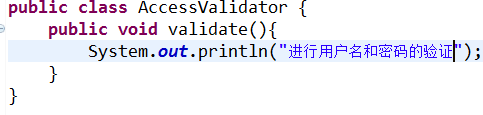 public class AccessValidator {
    public void validate(){
        System.out.println("进行用户名和密码的验证");
    }
}